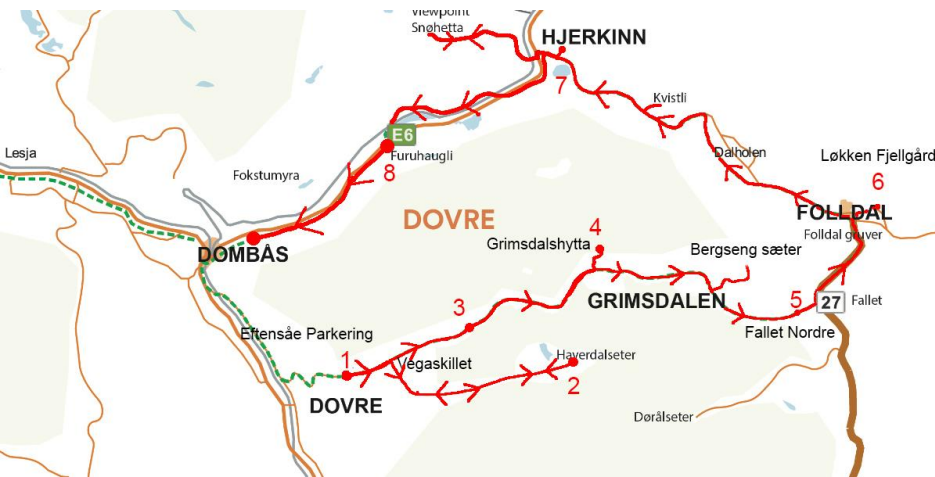 Viewpoint
Snøhetta
HJERKINN
7
Kvistli
E6
Lesja
Furuhaugli
Dalholen
Løkken Fjellgård
Fokstumyra
8
6
DOVRE
FOLLDAL
4
Folldal gruver
DOMBÅS
Grimsdalshytta
Bergseng sæter
GRIMSDALEN
5
27
Fallet
3
Eftensåe Parkering
Fallet Nordre
1
Vegaskillet
Haverdalseter
2
DOVRE
Dørålseter